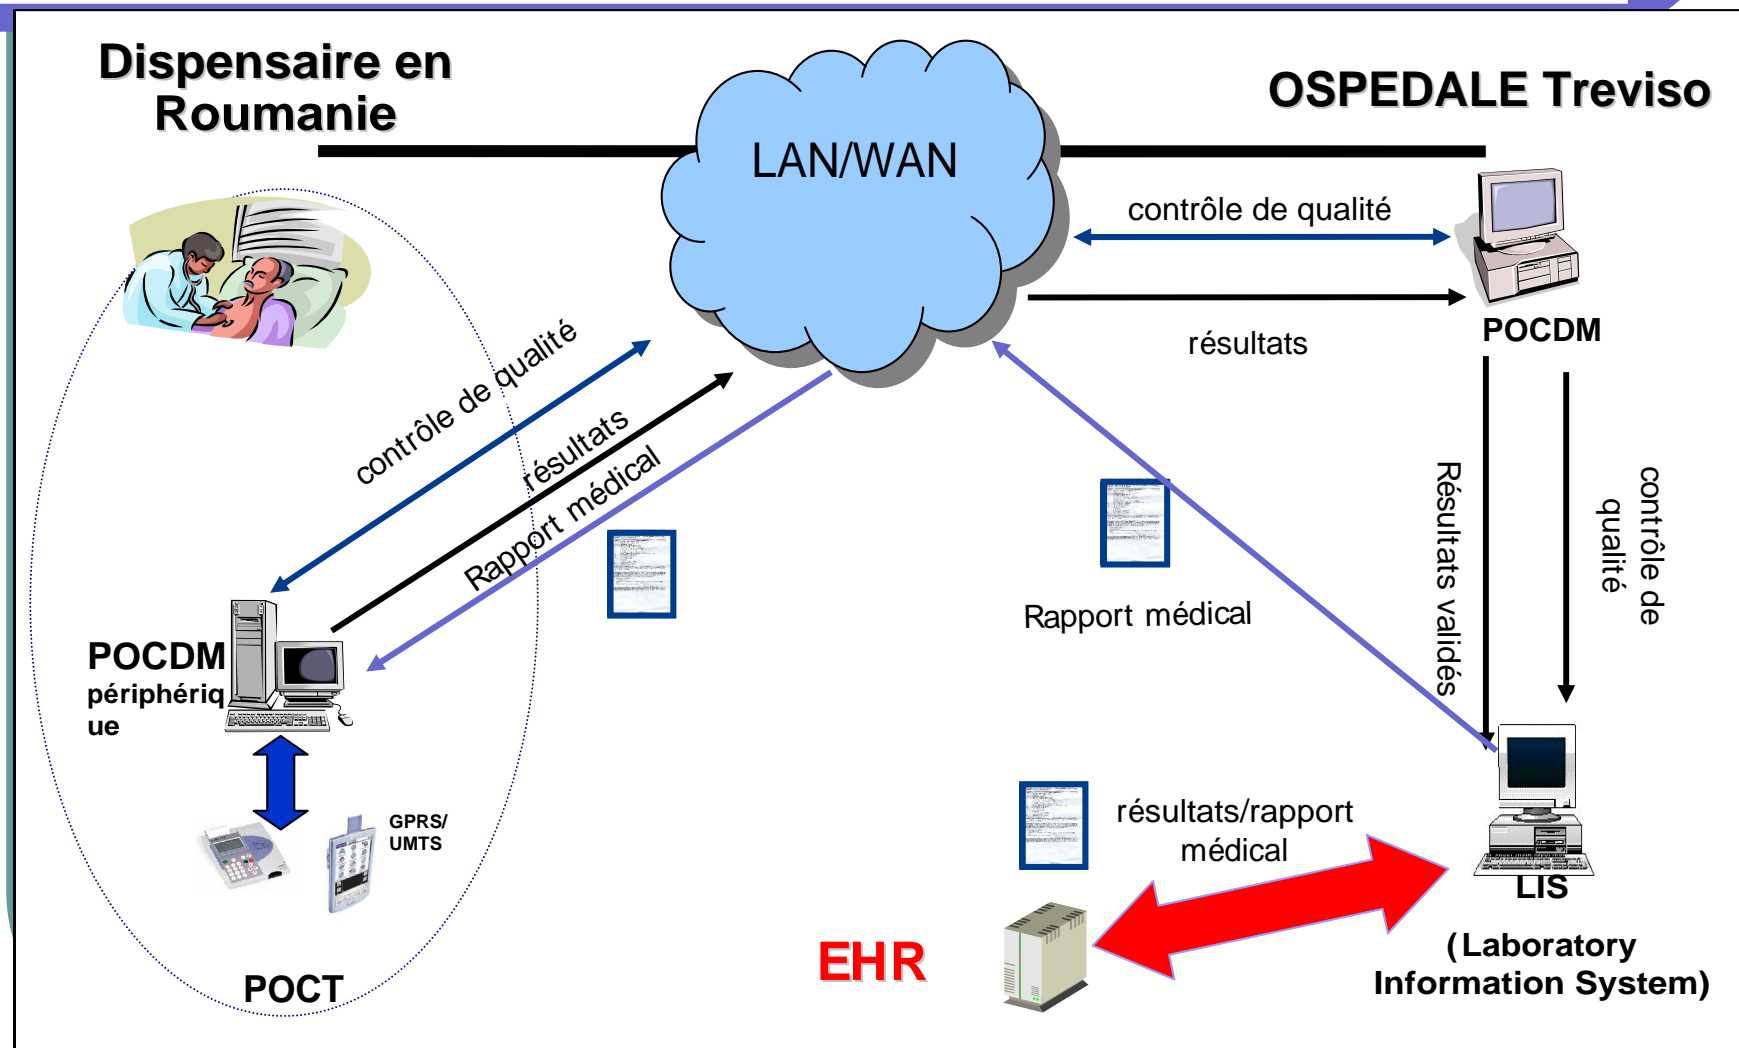 Dispensaire en
Roumanie
LAN/WAN
OSPEDALE Treviso
contrôle de qualité
résultats
POCDM
contrôle de qualité
résultats
Rapport médical
Rapport médical
Résultats validés
contrôle de
qualité
POCDM
périphériq
ue
GPRS/
UMTS
POCT
résultats/rapport
médical
EHR
LIS
(Laboratory
Information System)